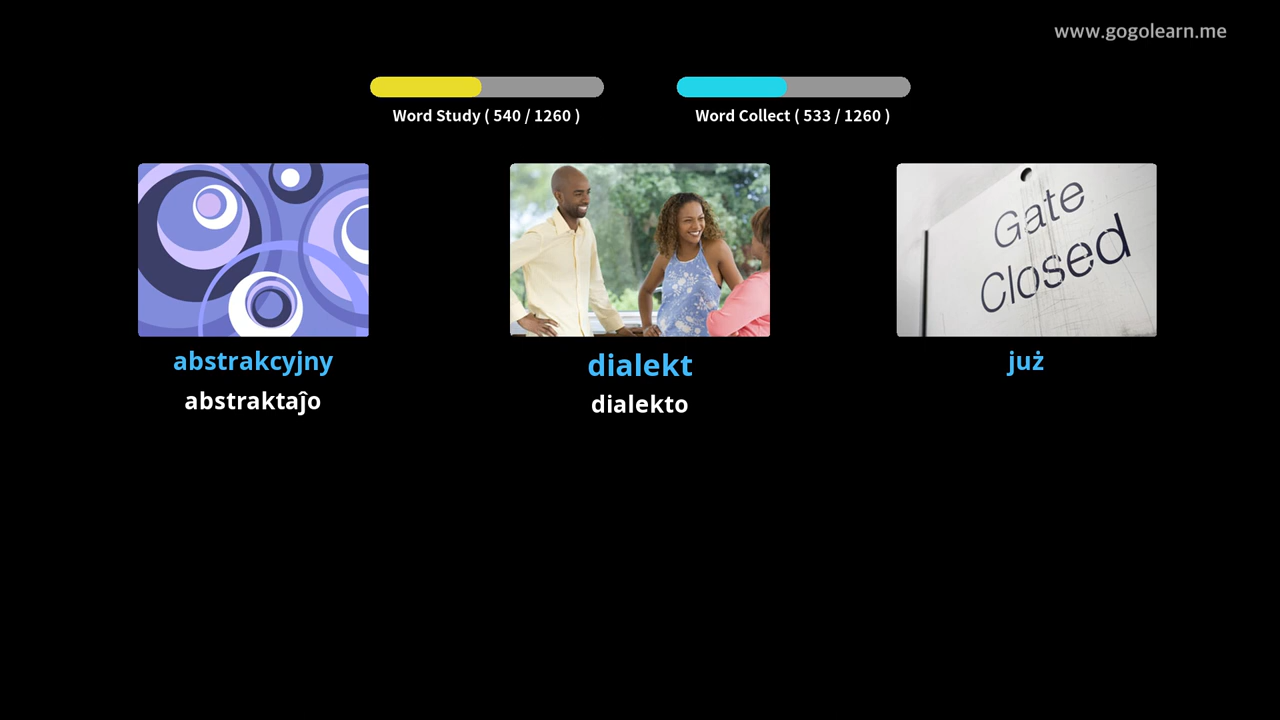 www.gogolearn.me
Word Study ( 540 / 1260 )
Word Collect ( 533 / 1260 )
Gate
Closed
abstrakcyjny
abstraktaĵo
dialekt
dialekto
już